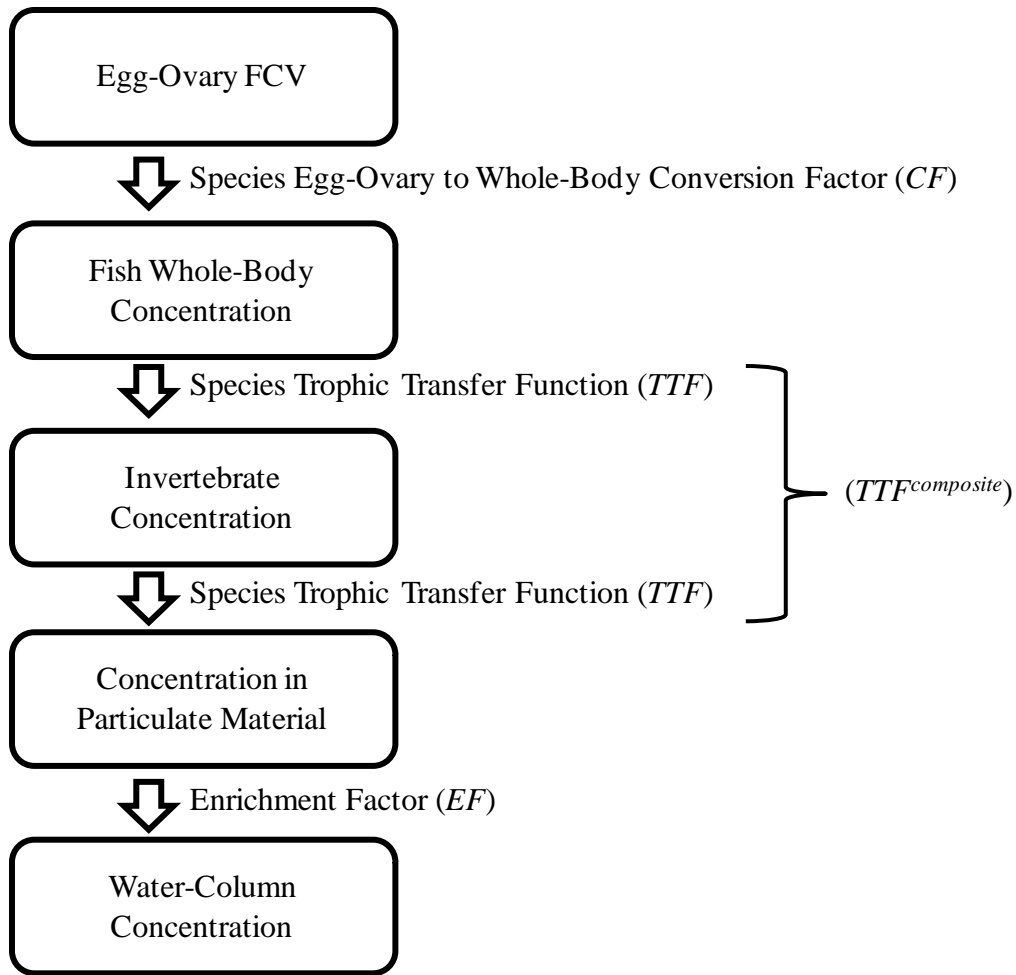 Egg-Ovary FCV
Species Egg-Ovary to Whole-Body Conversion Factor (CF)
Fish Whole-Body
Concentration
Species Trophic Transfer Function (TTF)
Invertebrate
Concentration
(TTFcomposite)
Species Trophic Transfer Function (TTF)
Concentration in
Particulate Material
Enrichment Factor (EF)
Water-Column
Concentration